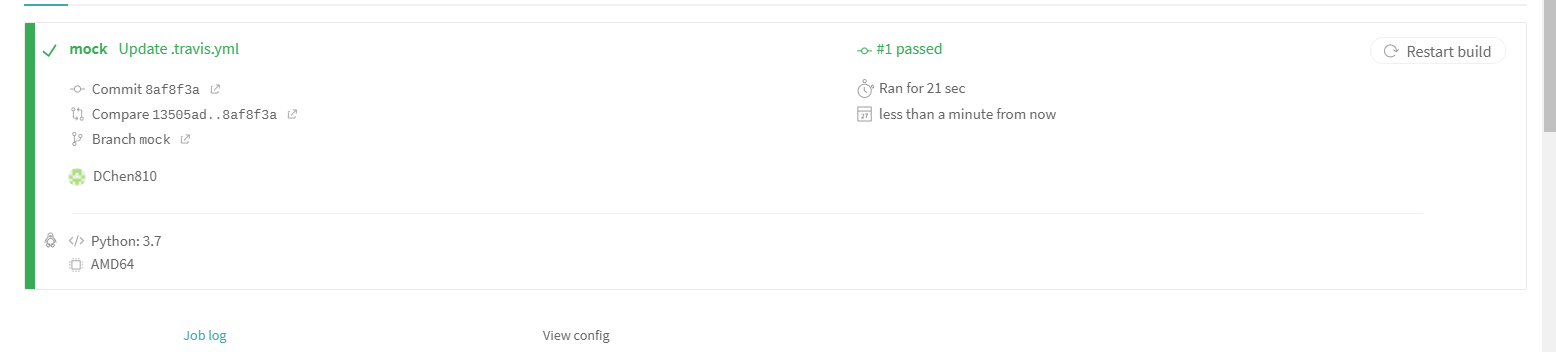 mock Update .travis.yml
#1 passed
Restart build
Commit 8af8f3a
Ran for 21 sec
Compare 13505ad..8af8f3a
27 less than a minute from now
Branch mock
DChen810
</> Python: 3.7
AMD64
Job log
View config